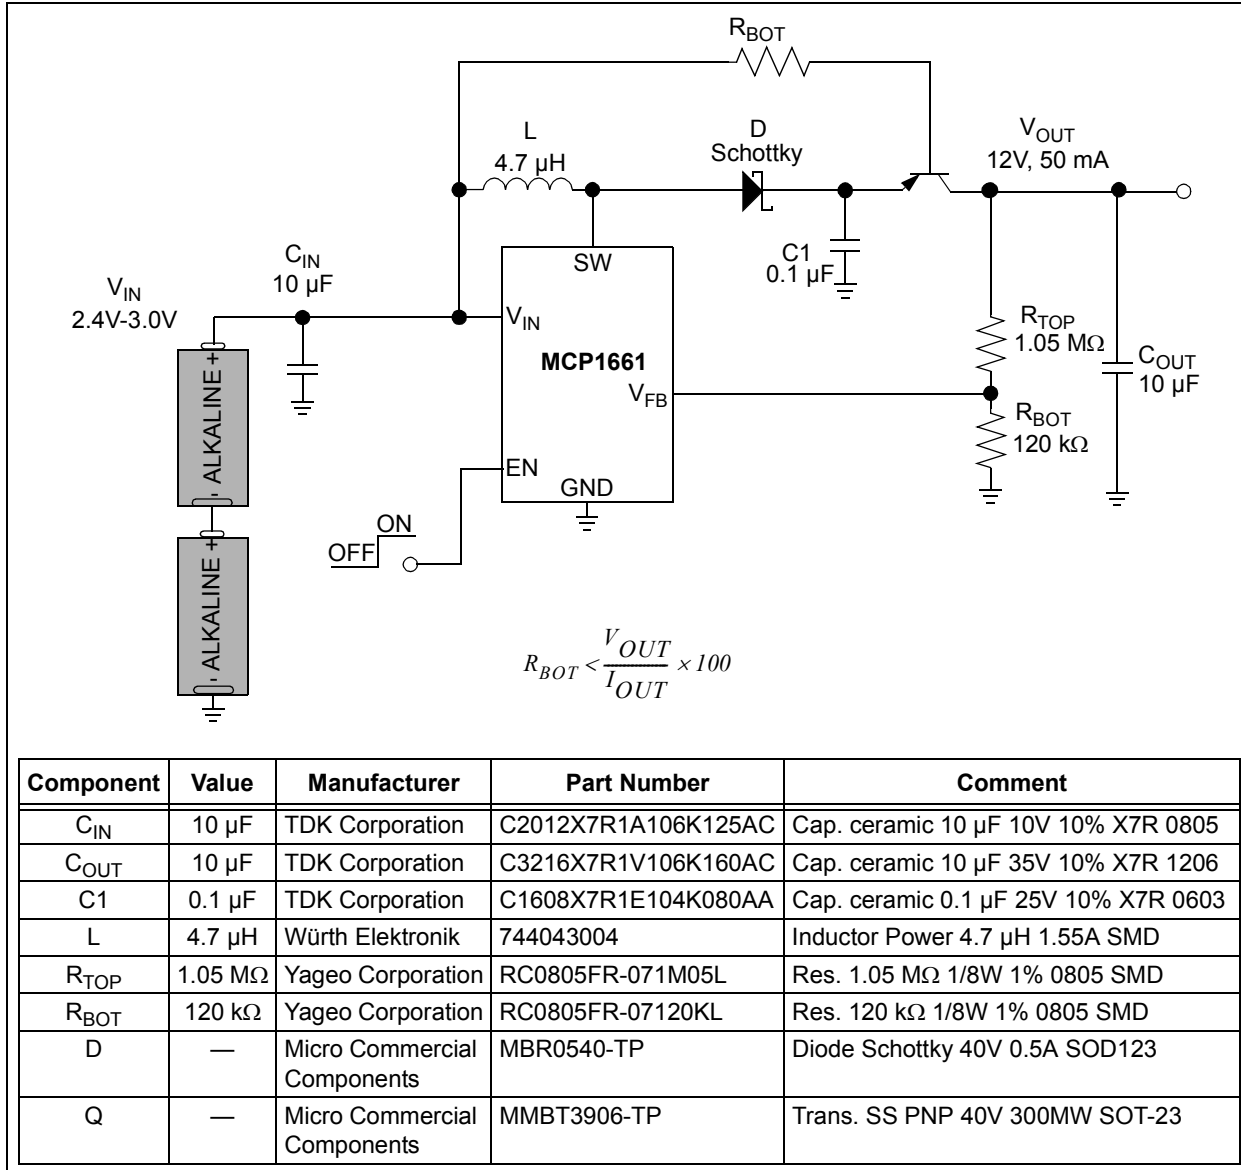 R_BOT
L
4.7 µH
D
Schottky
V_OUT
12V, 50 mA
C_IN
10 µF
V_IN
2.4V-3.0V
SW
C1
0.1 µF
V_IN
MCP1661
V_FB
R_TOP
1.05 MΩ
C_OUT
10 µF
R_BOT
120 kΩ
EN
GND
ON
OFF
- ALKALINE +
- ALKALINE +
R_BOT < V_OUT / I_OUT × 100
Component Value Manufacturer Part Number Comment
C_IN 10 µF TDK Corporation C2012X7R1A106K125AC Cap. ceramic 10 µF 10V 10% X7R 0805
C_OUT 10 µF TDK Corporation C3216X7R1V106K160AC Cap. ceramic 10 µF 35V 10% X7R 1206
C1 0.1 µF TDK Corporation C1608X7R1E104K080AA Cap. ceramic 0.1 µF 25V 10% X7R 0603
L 4.7 µH Würth Elektronik 744043004 Inductor Power 4.7 µH 1.55A SMD
R_TOP 1.05 MΩ Yageo Corporation RC0805FR-071M05L Res. 1.05 MΩ 1/8W 1% 0805 SMD
R_BOT 120 kΩ Yageo Corporation RC0805FR-07120KL Res. 120 kΩ 1/8W 1% 0805 SMD
D — Micro Commercial Components MBR0540-TP Diode Schottky 40V 0.5A SOD123
Q — Micro Commercial Components MMBT3906-TP Trans. SS PNP 40V 300MW SOT-23